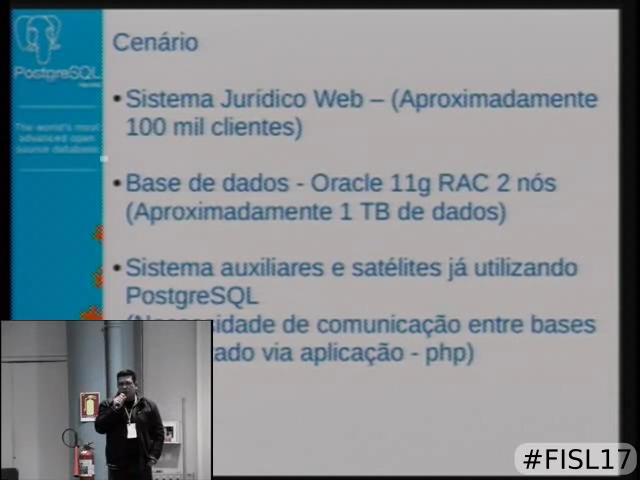 Cenário
PostgreSQL
• Sistema Jurídico Web – (Aproximadamente
100 mil clientes)
The world's most
advanced open
source database
• Base de dados - Oracle 11g RAC 2 nós
(Aproximadamente 1 TB de dados)
• Sistema auxiliares e satélites já utilizando
PostgreSQL
de comunicação entre bases
via aplicação - php)
#FISL17